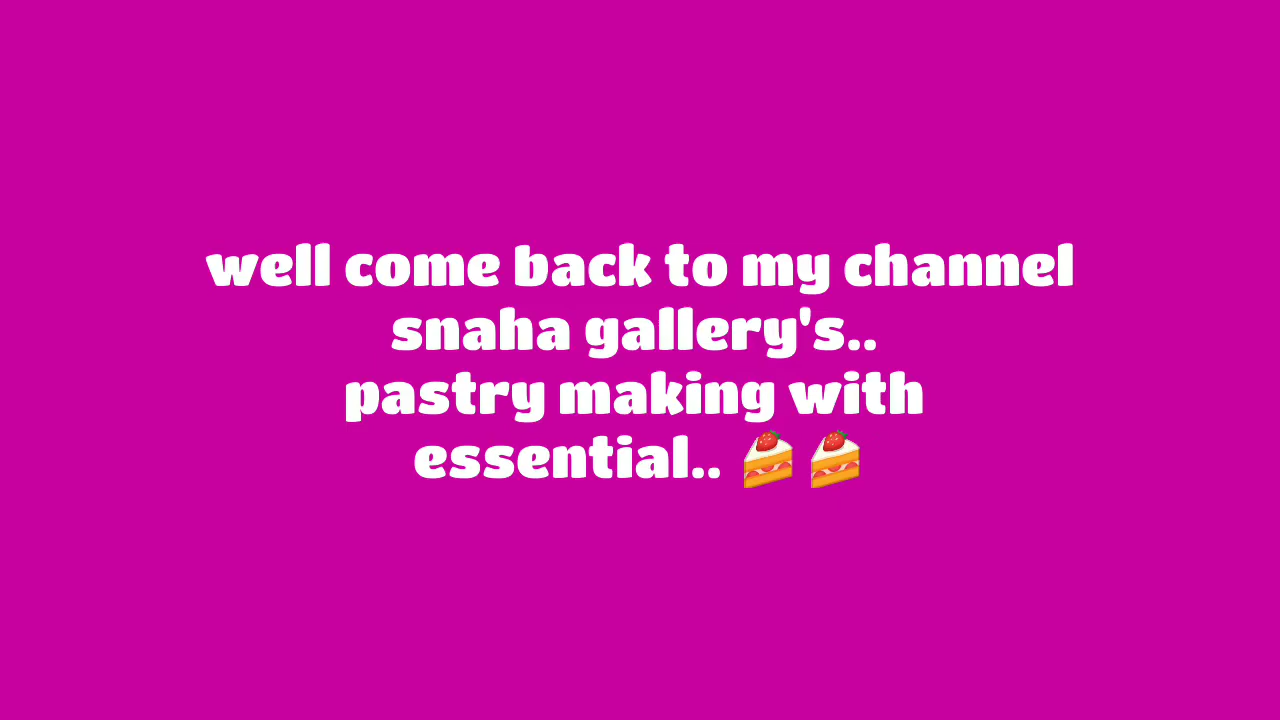 well come back to my channel
snaha gallery's..
pastry making with
essential.. 🍰 🍰